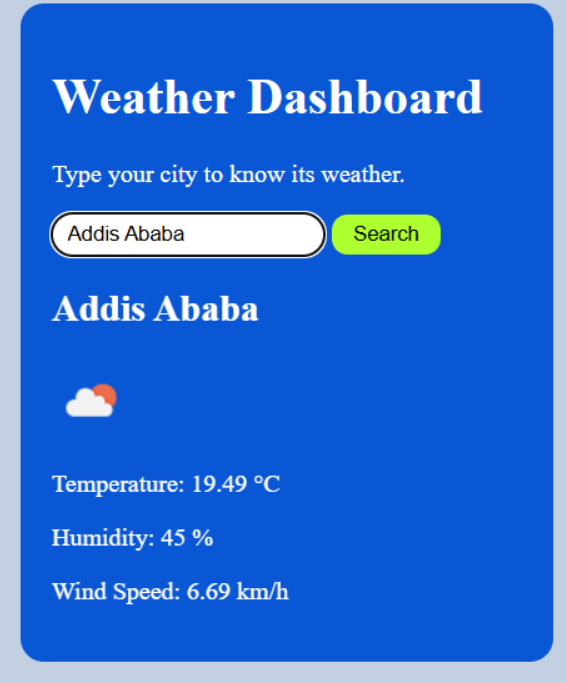 Weather Dashboard
Type your city to know its weather.
Addis Ababa
Search
Addis Ababa
Temperature: 19.49 °C
Humidity: 45 %
Wind Speed: 6.69 km/h